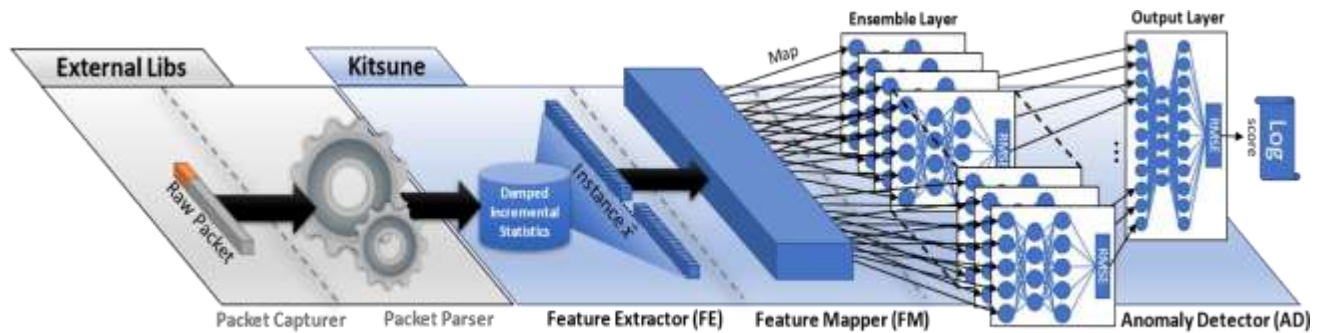 Ensemble Layer
Output Layer
External Libs
Kitsune
Map
Raw Packet
Damped
Incremental
Statistics
Instance x⃗
RMSE
RMSE
RMSE
score
Log
...
Packet Capturer
Packet Parser
Feature Extractor (FE)
Feature Mapper (FM)
Anomaly Detector (AD)